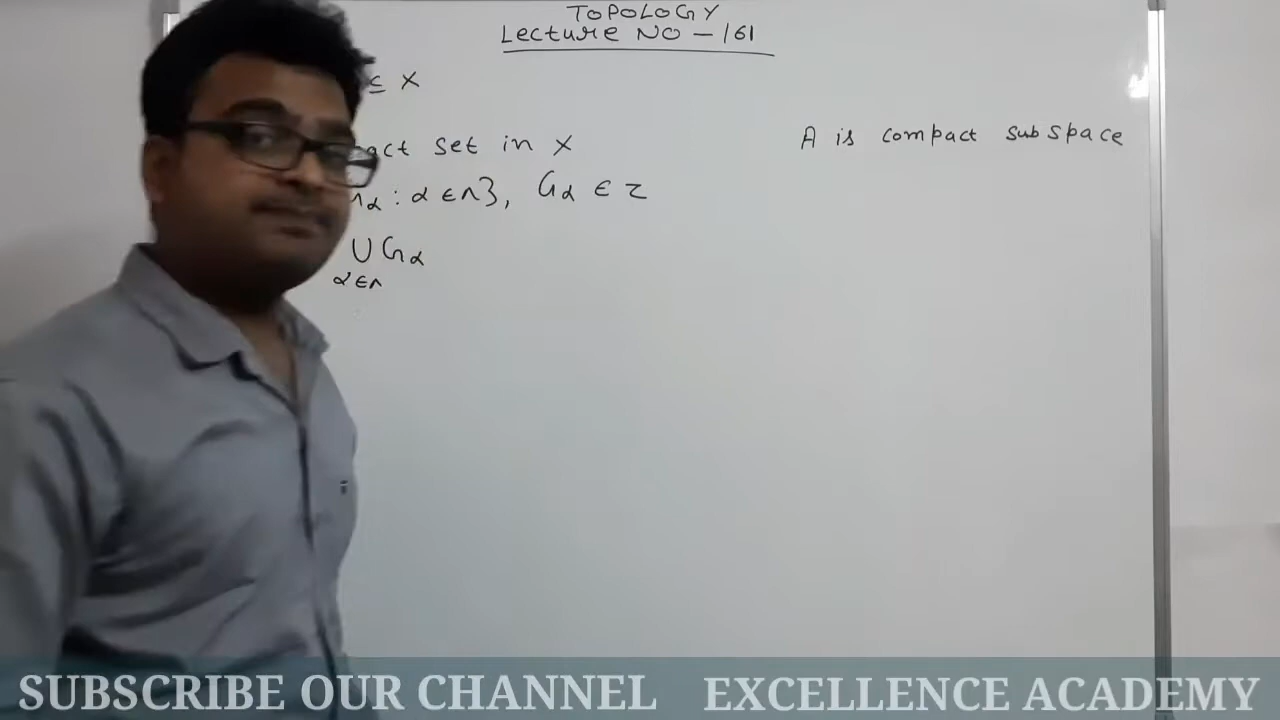 TOPOLOGY
Lecture NO – 161
⊆ X
act set in X
A is compact subspace
α : α ∈ Λ}, Gα ∈ τ
∪ Gα
α ∈ Λ
SUBSCRIBE OUR CHANNEL EXCELLENCE ACADEMY